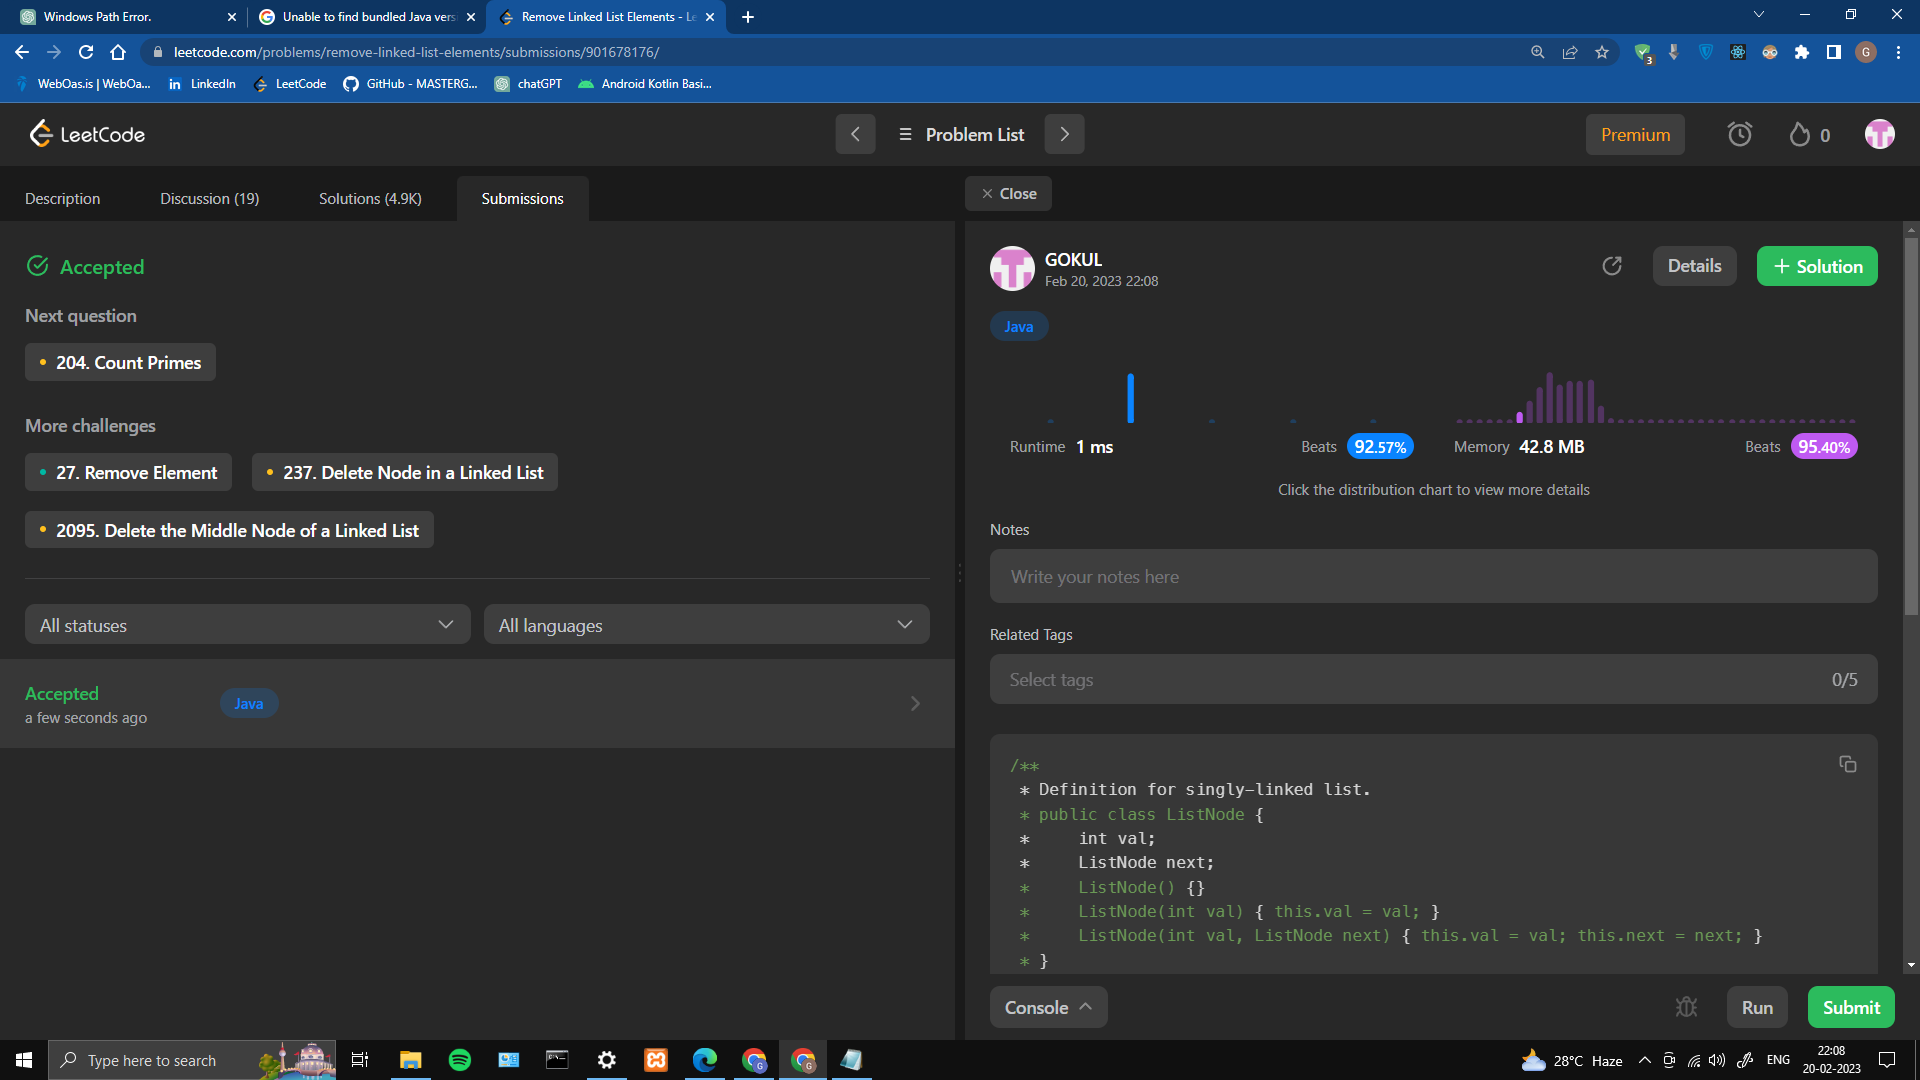 Windows Path Error.
Unable to find bundled Java vers
Remove Linked List Elements - Le
leetcode.com/problems/remove-linked-list-elements/submissions/901678176/
3
G
WebOas.is | WebOa...
LinkedIn
LeetCode
GitHub - MASTERG...
chatGPT
Android Kotlin Basi...
LeetCode
Problem List
Premium
0
Description
Discussion (19)
Solutions (4.9K)
Submissions
Close
Accepted
Next question
204. Count Primes
More challenges
27. Remove Element
237. Delete Node in a Linked List
2095. Delete the Middle Node of a Linked List
All statuses
All languages
Accepted
a few seconds ago
Java
GOKUL
Feb 20, 2023 22:08
Details
+ Solution
Java
Runtime 1 ms
Beats 92.57%
Memory 42.8 MB
Beats 95.40%
Click the distribution chart to view more details
Notes
Write your notes here
Related Tags
Select tags
0/5
/**
 * Definition for singly-linked list.
 * public class ListNode {
 *     int val;
 *     ListNode next;
 *     ListNode() {}
 *     ListNode(int val) { this.val = val; }
 *     ListNode(int val, ListNode next) { this.val = val; this.next = next; }
 * }
Console
Run
Submit
Type here to search
G
G
28°C Haze
ENG
22:08
20-02-2023